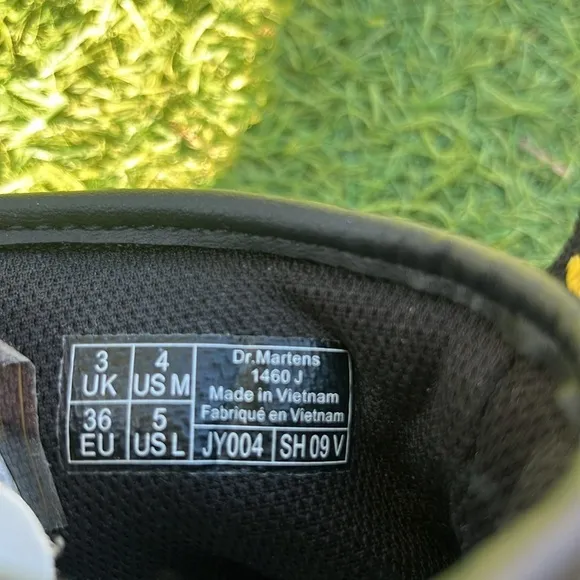 3 UK
4 US M
36 EU
5 US L
Dr.Martens
1460 J
Made in Vietnam
Fabriqué en Vietnam
JY004
SH 09 V